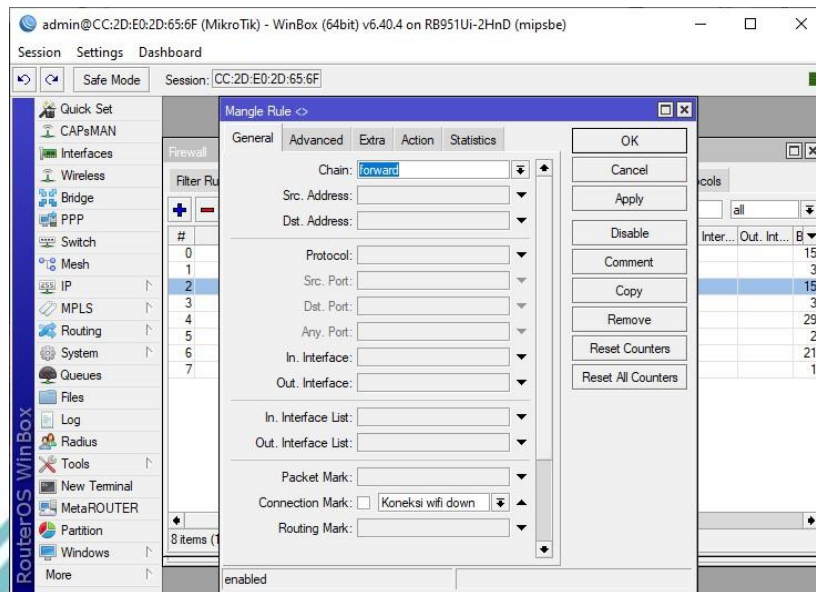 admin@CC:2D:E0:2D:65:6F (MikroTik) - WinBox (64bit) v6.40.4 on RB951Ui-2HnD (mipsbe)
Session Settings Dashboard
Safe Mode Session: CC:2D:E0:2D:65:6F
Quick Set
CAPsMAN
Interfaces
Wireless
Bridge
PPP
Switch
Mesh
IP
MPLS
Routing
System
Queues
Files
Log
Radius
Tools
New Terminal
MetaROUTER
Partition
Windows
More
RouterOS WinBox
Firewall
Filter Ru
#
0
1
2
3
4
5
6
7
8 items (1
Mangle Rule <>
General Advanced Extra Action Statistics
Chain: forward
Src. Address:
Dst. Address:
Protocol:
Src. Port:
Dst. Port:
Any. Port:
In. Interface:
Out. Interface:
In. Interface List:
Out. Interface List:
Packet Mark:
Connection Mark: Koneksi wifi down
Routing Mark:
enabled
OK
Cancel
Apply
Disable
Comment
Copy
Remove
Reset Counters
Reset All Counters
ocols
all
Inter... Out. Int... B
15
3
15
3
29
2
21
1